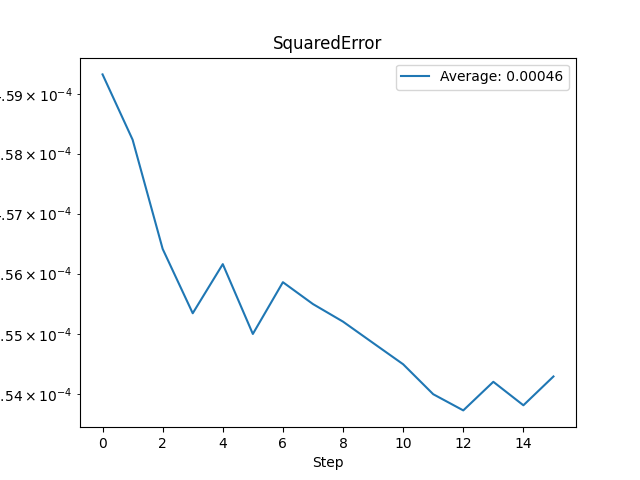 SquaredError
Average: 0.00046
.59 × 10⁻⁴
.58 × 10⁻⁴
.57 × 10⁻⁴
.56 × 10⁻⁴
.55 × 10⁻⁴
.54 × 10⁻⁴
0 2 4 6 8 10 12 14
Step